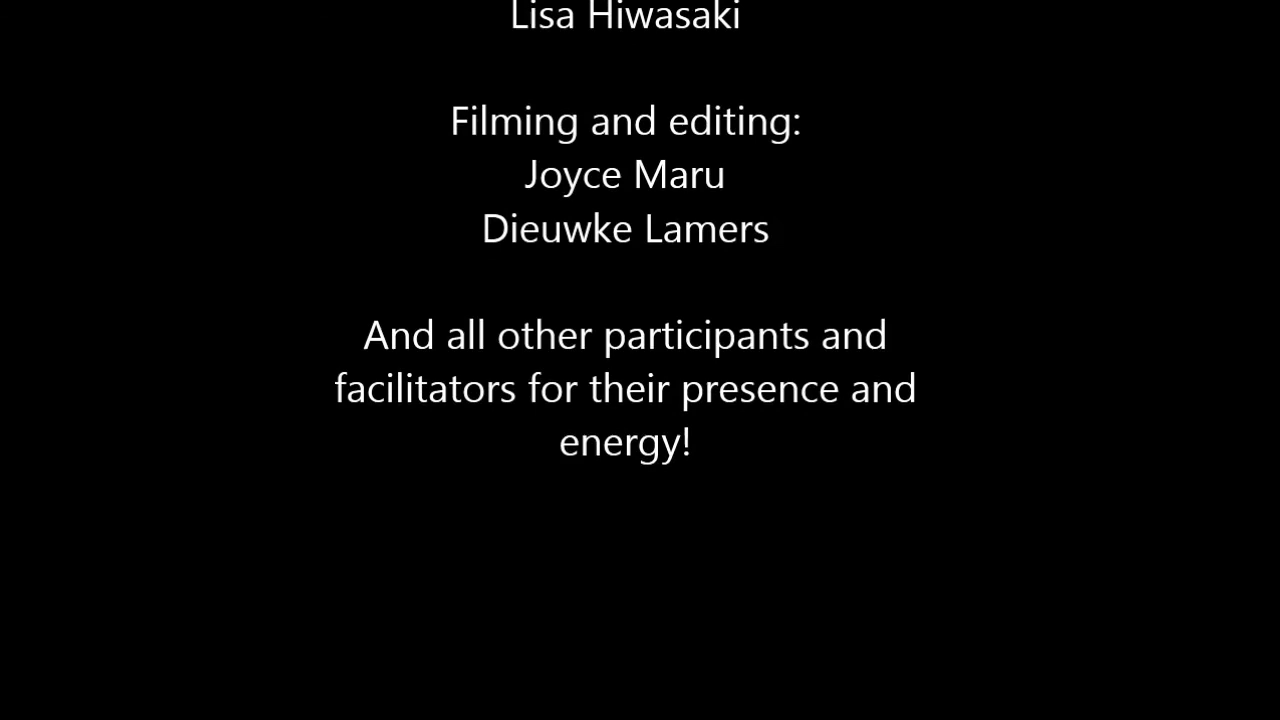 Lisa Hiwasaki
Filming and editing:
Joyce Maru
Dieuwke Lamers
And all other participants and
facilitators for their presence and
energy!